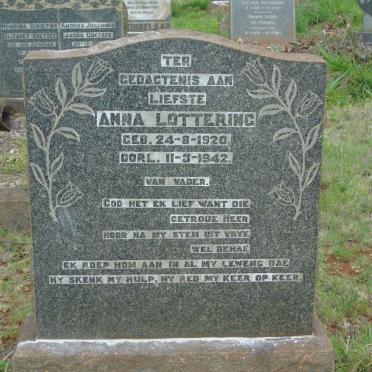 TER
GEDAGTENIS AAN
LIEFSTE
ANNA LOTTERING
GEB. 24-8-1920.
OORL. 11-3-1942.
VAN VADER.
GOD HET EK LIEF WANT DIE
GETROUE HEER
HOOR NA MY STEM UIT VRYE
WEL BEHAE
EK ROEP HOM AAN IN AL MY LEWENS DAE
HY SKENK MY HULP, HY RED MY KEER OP KEER.